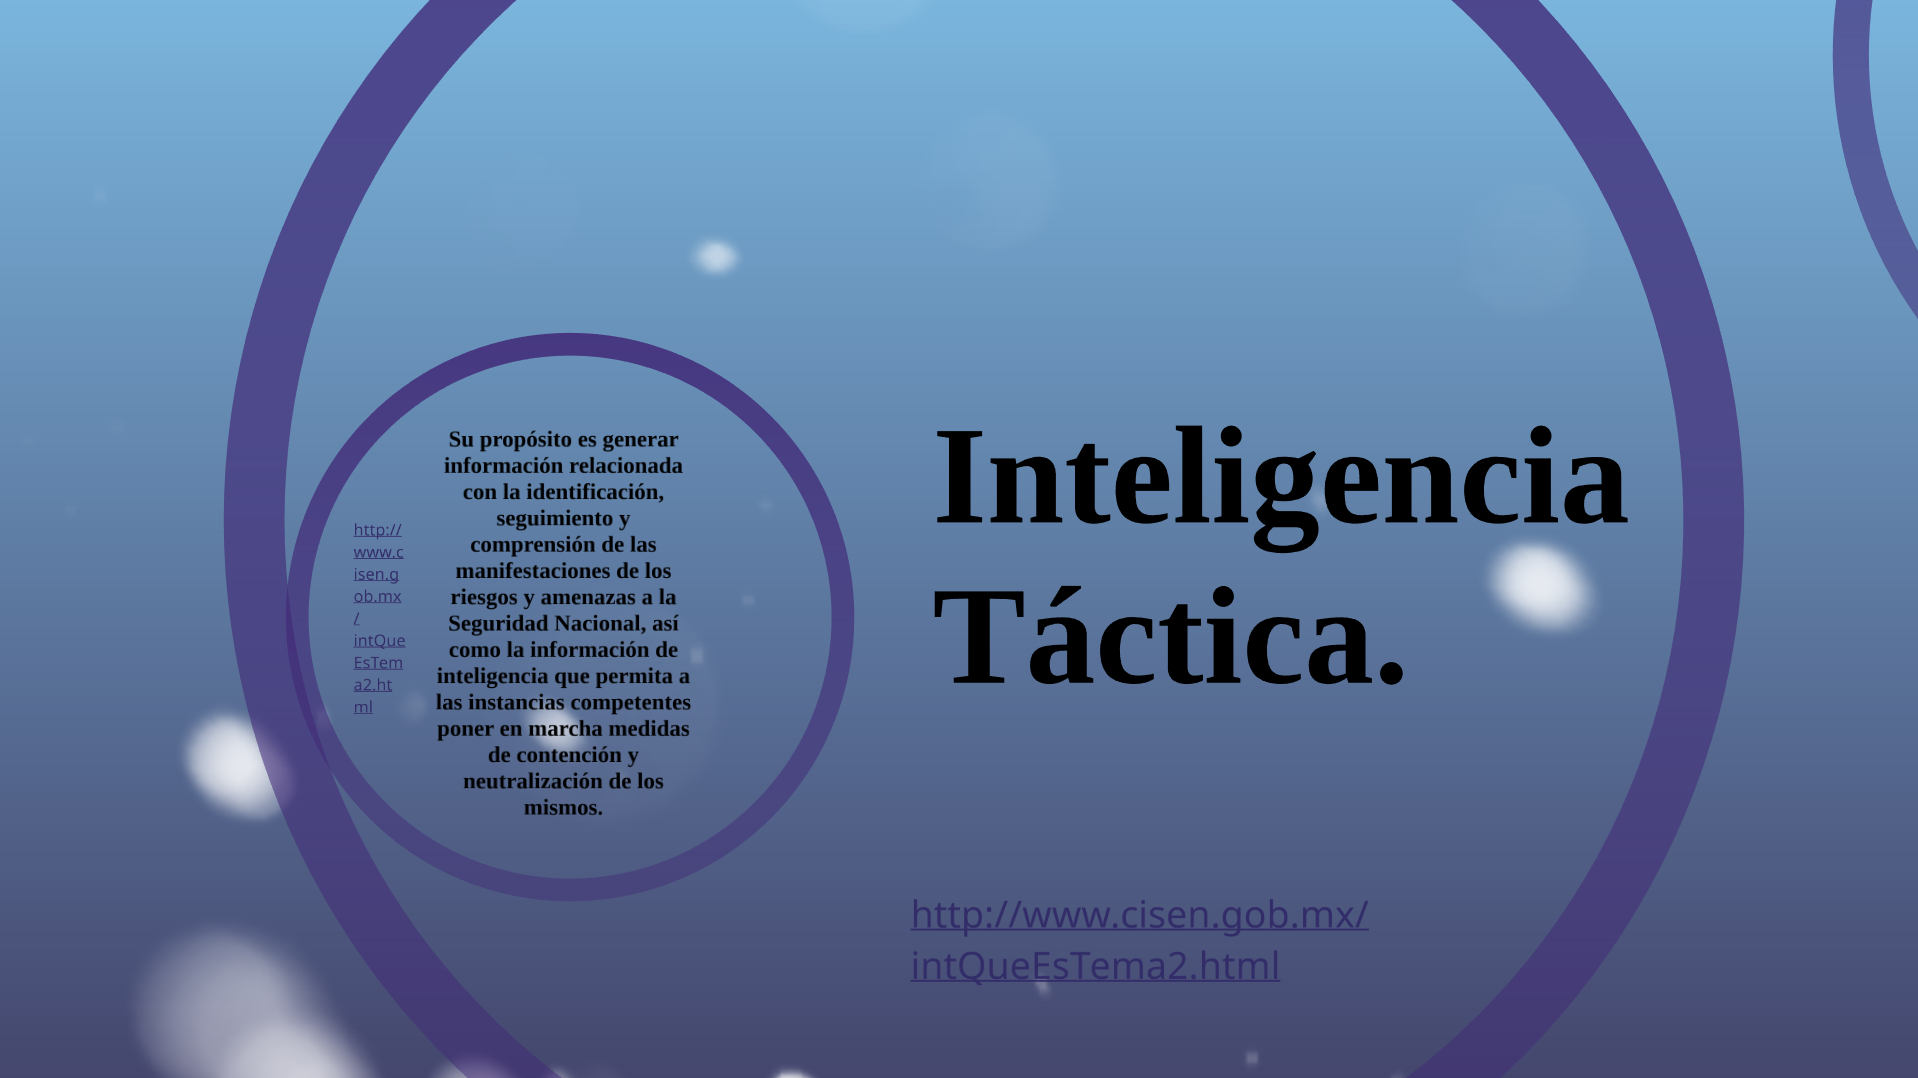 Inteligencia
Táctica.
Su propósito es generar
información relacionada
con la identificación,
seguimiento y
comprensión de las
manifestaciones de los
riesgos y amenazas a la
Seguridad Nacional, así
como la información de
inteligencia que permita a
las instancias competentes
poner en marcha medidas
de contención y
neutralización de los
mismos.
http://
www.c
isen.g
ob.mx
/
intQue
EsTem
a2.ht
ml
http://www.cisen.gob.mx/
intQueEsTema2.html